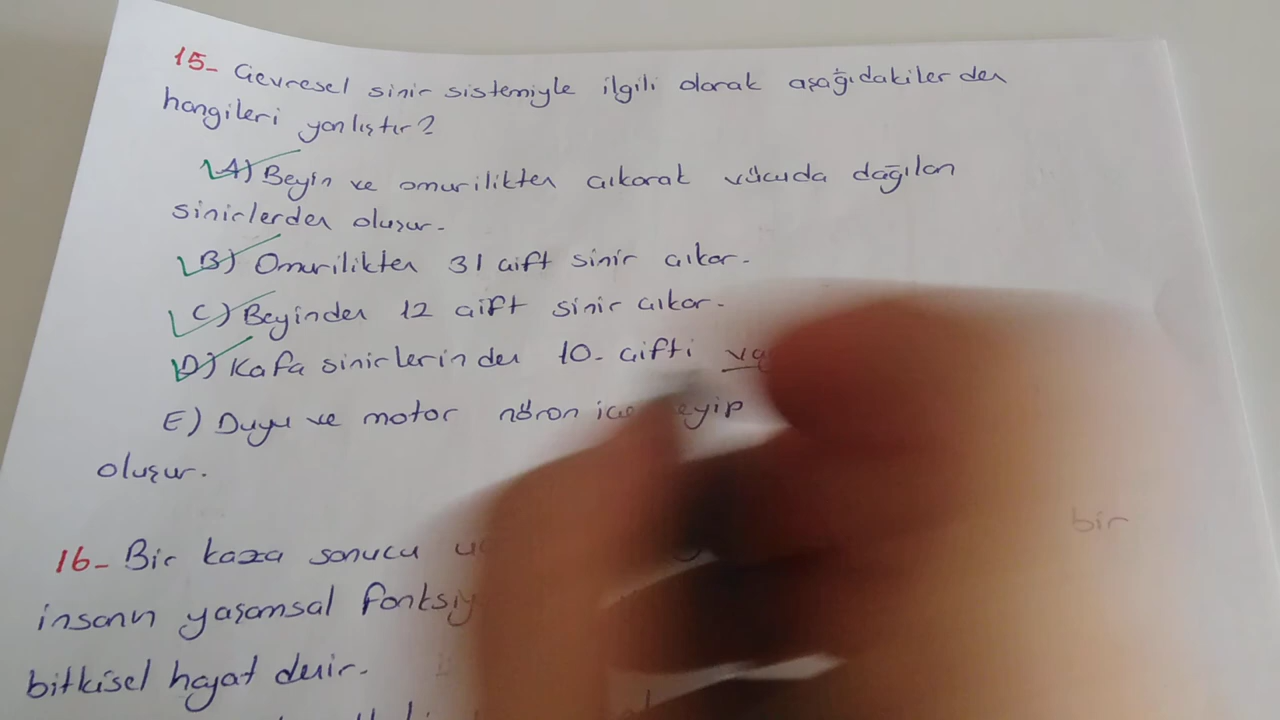 15- Çevresel sinir sistemiyle ilgili olarak aşağıdakilerden
hangileri yanlıştır?
A) Beyin ve omurilikten çıkarak vücuda dağılan
sinirlerden oluşur.
B) Omurilikten 31 çift sinir çıkar.
C) Beyinden 12 çift sinir çıkar.
D) Kafa sinirlerinden 10. çifti
E) Duyu ve motor nöron
oluşur.
bir
16- Bir kaza sonucu
insanın yaşamsal
bitkisel hayat denir.